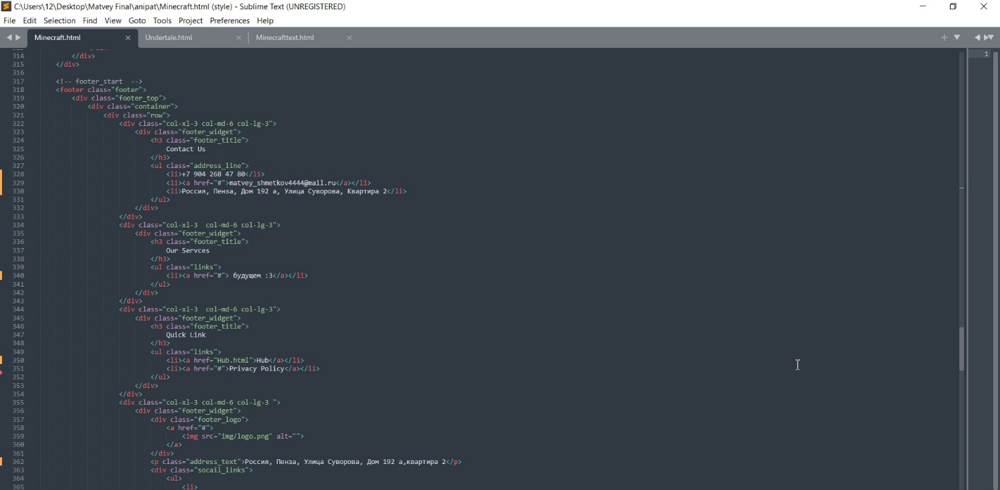 C:\Users\12\Desktop\Matvey Final\anipat\Minecraft.html (style) - Sublime Text (UNREGISTERED)
File Edit Selection Find View Goto Tools Project Preferences Help
Minecraft.html Undertale.html Minecrafttext.html
1
314 </div>
315 </div>
316
317 <!-- footer_start  -->
318 <footer class="footer">
319 <div class="footer_top">
320 <div class="container">
321 <div class="row">
322 <div class="col-xl-3 col-md-6 col-lg-3">
323 <div class="footer_widget">
324 <h3 class="footer_title">
325 Contact Us
326 </h3>
327 <ul class="address_line">
328 <li>+7 904 268 47 80</li>
329 <li><a href="#">matvey_shmetkov4444@mail.ru</a></li>
330 <li>Россия, Пенза, Дом 192 а, Улица Суворова, Квартира 2</li>
331 </ul>
332 </div>
333 </div>
334 <div class="col-xl-3  col-md-6 col-lg-3">
335 <div class="footer_widget">
336 <h3 class="footer_title">
337 Our Servces
338 </h3>
339 <ul class="links">
340 <li><a href="#"> будущем :3</a></li>
341 </ul>
342 </div>
343 </div>
344 <div class="col-xl-3  col-md-6 col-lg-3">
345 <div class="footer_widget">
346 <h3 class="footer_title">
347 Quick Link
348 </h3>
349 <ul class="links">
350 <li><a href="Hub.html">Hub</a></li>
351 <li><a href="#">Privacy Policy</a></li>
352 </ul>
353 </div>
354 </div>
355 <div class="col-xl-3 col-md-6 col-lg-3 ">
356 <div class="footer_widget">
357 <div class="footer_logo">
358 <a href="#">
359 <img src="img/logo.png" alt="">
360 </a>
361 </div>
362 <p class="address_text">Россия, Пенза, Улица Суворова, Дом 192 а,квартира 2</p>
363 <div class="socail_links">
364 <ul>
365 <li>